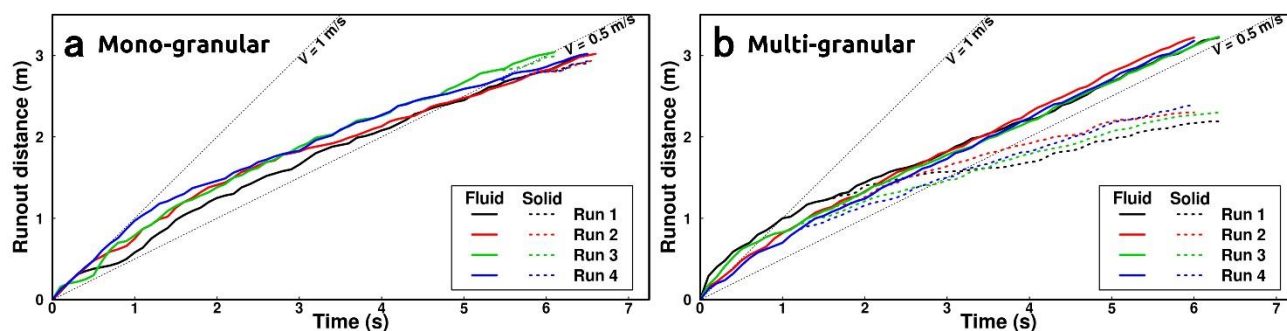 a Mono-granular
V = 1 m/s
V = 0.5 m/s
Runout distance (m)
3
2
1
0
Fluid Solid
Run 1
Run 2
Run 3
Run 4
0 1 2 3 4 5 6 7
Time (s)
b Multi-granular
V = 1 m/s
V = 0.5 m/s
Runout distance (m)
3
2
1
0
Fluid Solid
Run 1
Run 2
Run 3
Run 4
0 1 2 3 4 5 6 7
Time (s)